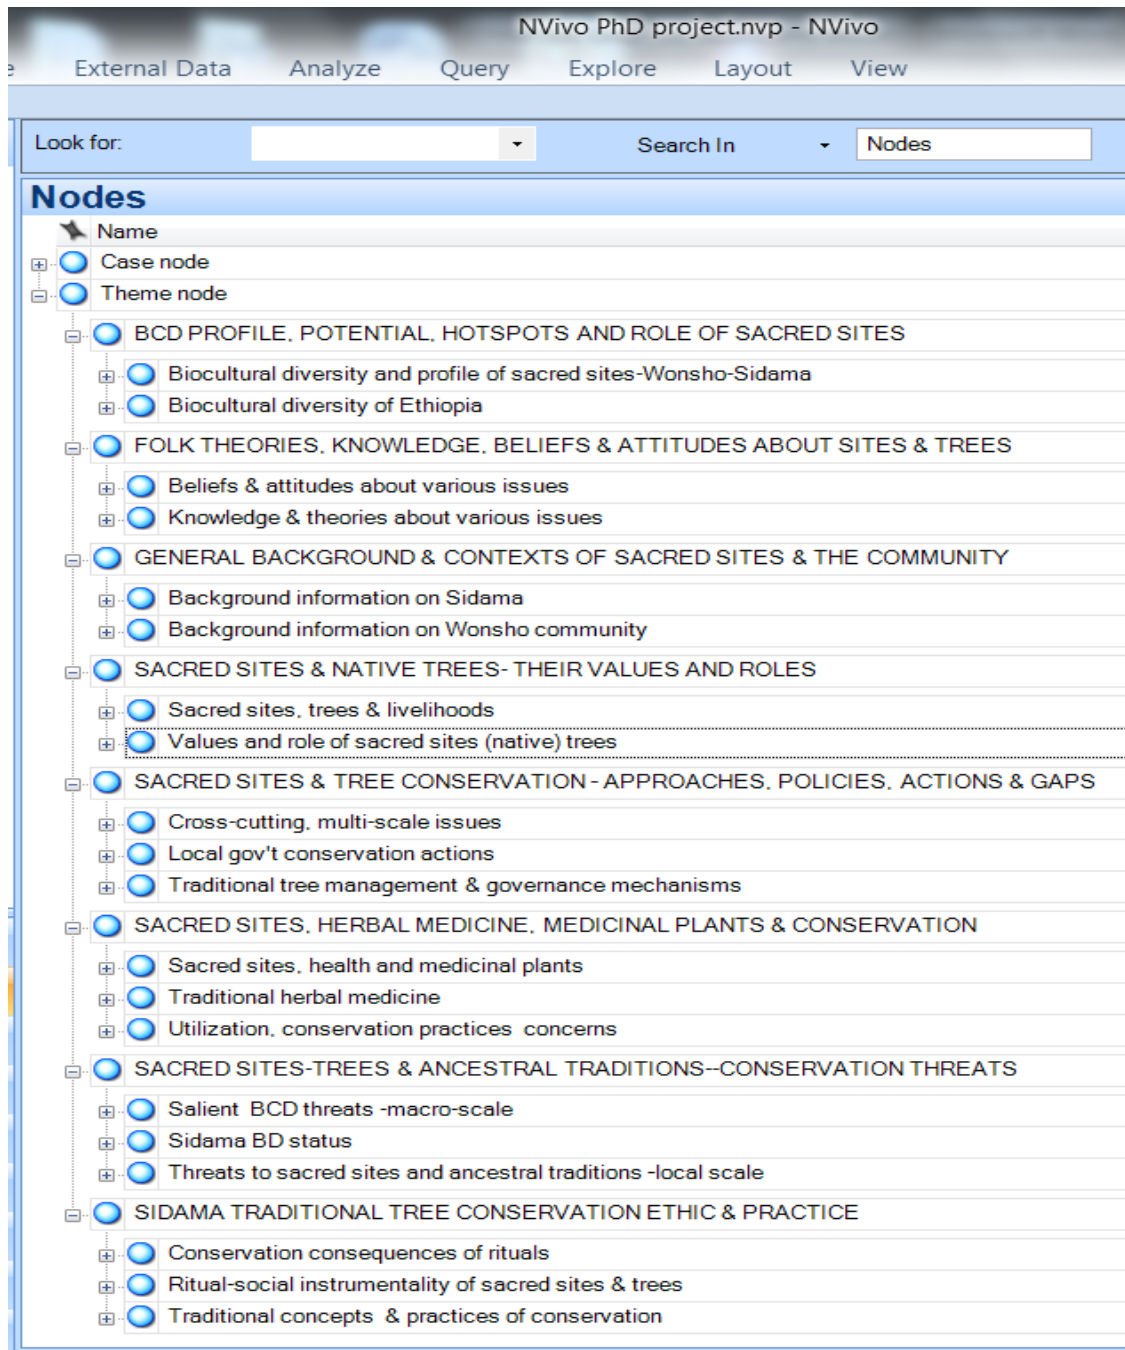 NVivo PhD project.nvp - NVivo
External Data Analyze Query Explore Layout View
Look for: Search In Nodes
Nodes
Name
Case node
Theme node
BCD PROFILE, POTENTIAL, HOTSPOTS AND ROLE OF SACRED SITES
Biocultural diversity and profile of sacred sites-Wonsho-Sidama
Biocultural diversity of Ethiopia
FOLK THEORIES, KNOWLEDGE, BELIEFS & ATTITUDES ABOUT SITES & TREES
Beliefs & attitudes about various issues
Knowledge & theories about various issues
GENERAL BACKGROUND & CONTEXTS OF SACRED SITES & THE COMMUNITY
Background information on Sidama
Background information on Wonsho community
SACRED SITES & NATIVE TREES- THEIR VALUES AND ROLES
Sacred sites, trees & livelihoods
Values and role of sacred sites (native) trees
SACRED SITES & TREE CONSERVATION - APPROACHES, POLICIES, ACTIONS & GAPS
Cross-cutting, multi-scale issues
Local gov't conservation actions
Traditional tree management & governance mechanisms
SACRED SITES, HERBAL MEDICINE, MEDICINAL PLANTS & CONSERVATION
Sacred sites, health and medicinal plants
Traditional herbal medicine
Utilization, conservation practices concerns
SACRED SITES-TREES & ANCESTRAL TRADITIONS--CONSERVATION THREATS
Salient BCD threats -macro-scale
Sidama BD status
Threats to sacred sites and ancestral traditions -local scale
SIDAMA TRADITIONAL TREE CONSERVATION ETHIC & PRACTICE
Conservation consequences of rituals
Ritual-social instrumentality of sacred sites & trees
Traditional concepts & practices of conservation